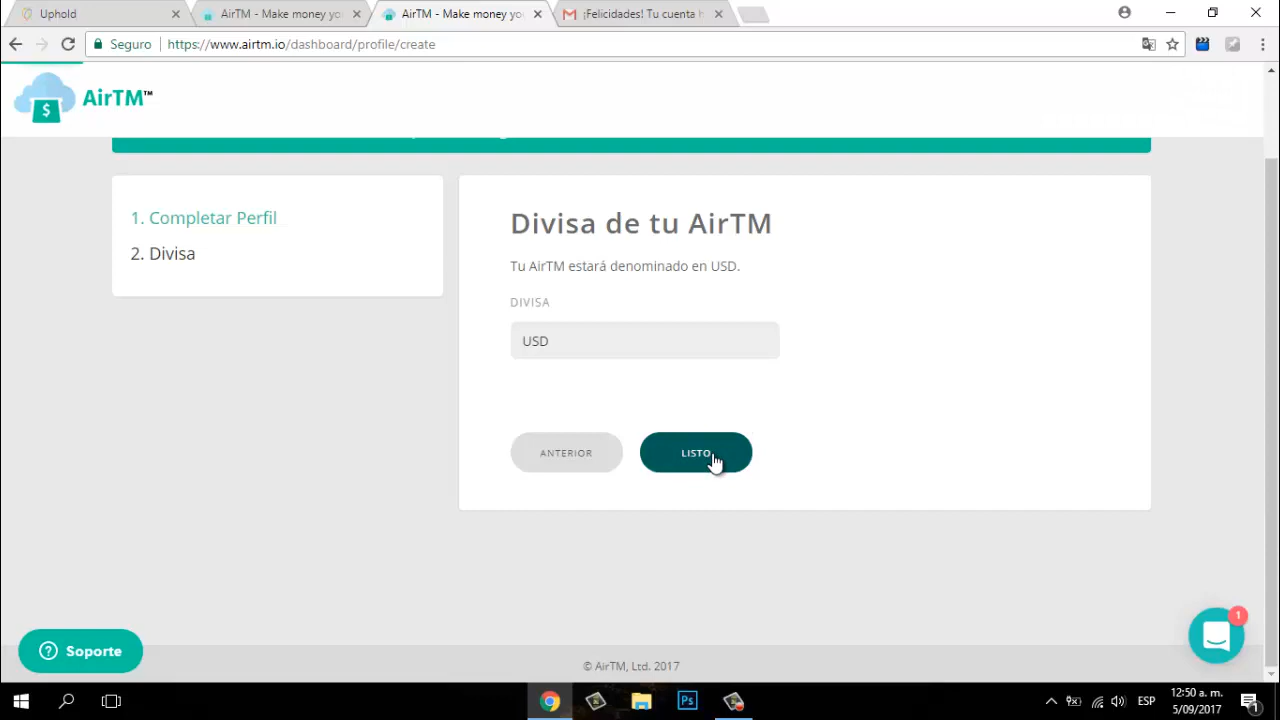 Uphold
AirTM - Make money yo
AirTM - Make money yo
¡Felicidades! Tu cuenta h
Seguro
https://www.airtm.io/dashboard/profile/create
$
AirTM™
1. Completar Perfil
2. Divisa
Divisa de tu AirTM
Tu AirTM estará denominado en USD.
DIVISA
USD
ANTERIOR
LISTO
1
? Soporte
© AirTM, Ltd. 2017
Ps
ESP
12:50 a. m.
5/09/2017
1